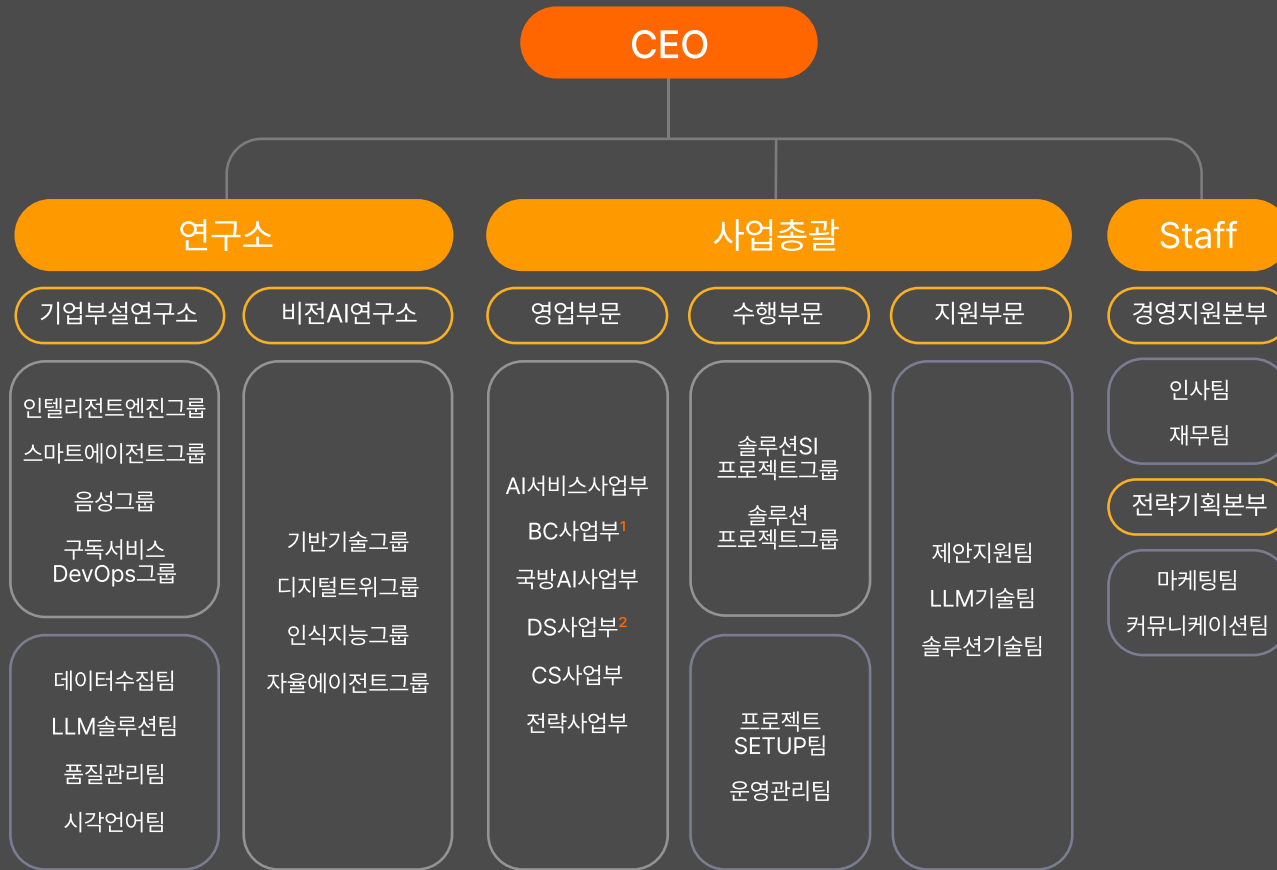 CEO
연구소
사업총괄
Staff
기업부설연구소
비전AI연구소
영업부문
수행부문
지원부문
경영지원본부
인텔리전트엔진그룹
스마트에이전트그룹
음성그룹
구독서비스
DevOps그룹
데이터수집팀
LLM솔루션팀
품질관리팀
시각언어팀
기반기술그룹
디지털트위그룹
인식지능그룹
자율에이전트그룹
AI서비스사업부
BC사업부1
국방AI사업부
DS사업부2
CS사업부
전략사업부
솔루션SI
프로젝트그룹
솔루션
프로젝트그룹
프로젝트
SETUP팀
운영관리팀
제안지원팀
LLM기술팀
솔루션기술팀
인사팀
재무팀
전략기획본부
마케팅팀
커뮤니케이션팀